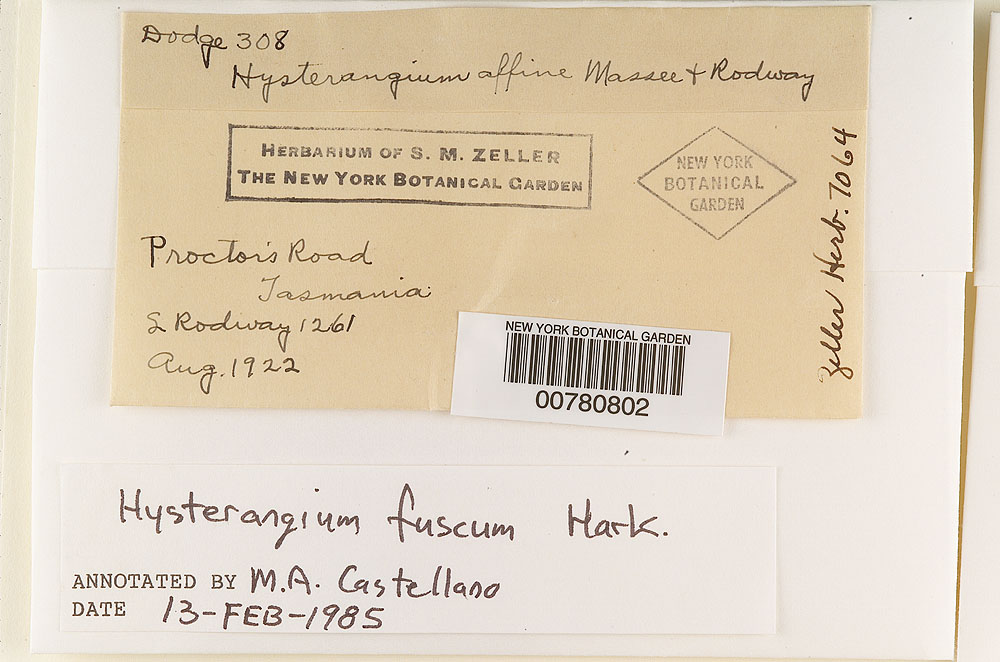 Dodge 308
Hysterangium affine Massee + Rodway
HERBARIUM OF S. M. ZELLER
THE NEW YORK BOTANICAL GARDEN
NEW YORK
BOTANICAL
GARDEN
Zeller Herb. 7064
Proctor's Road
Tasmania
L Rodway 1261
Aug. 1922
NEW YORK BOTANICAL GARDEN
00780802
Hysterangium fuscum Hark.
ANNOTATED BY M.A. Castellano
DATE 13-FEB-1985